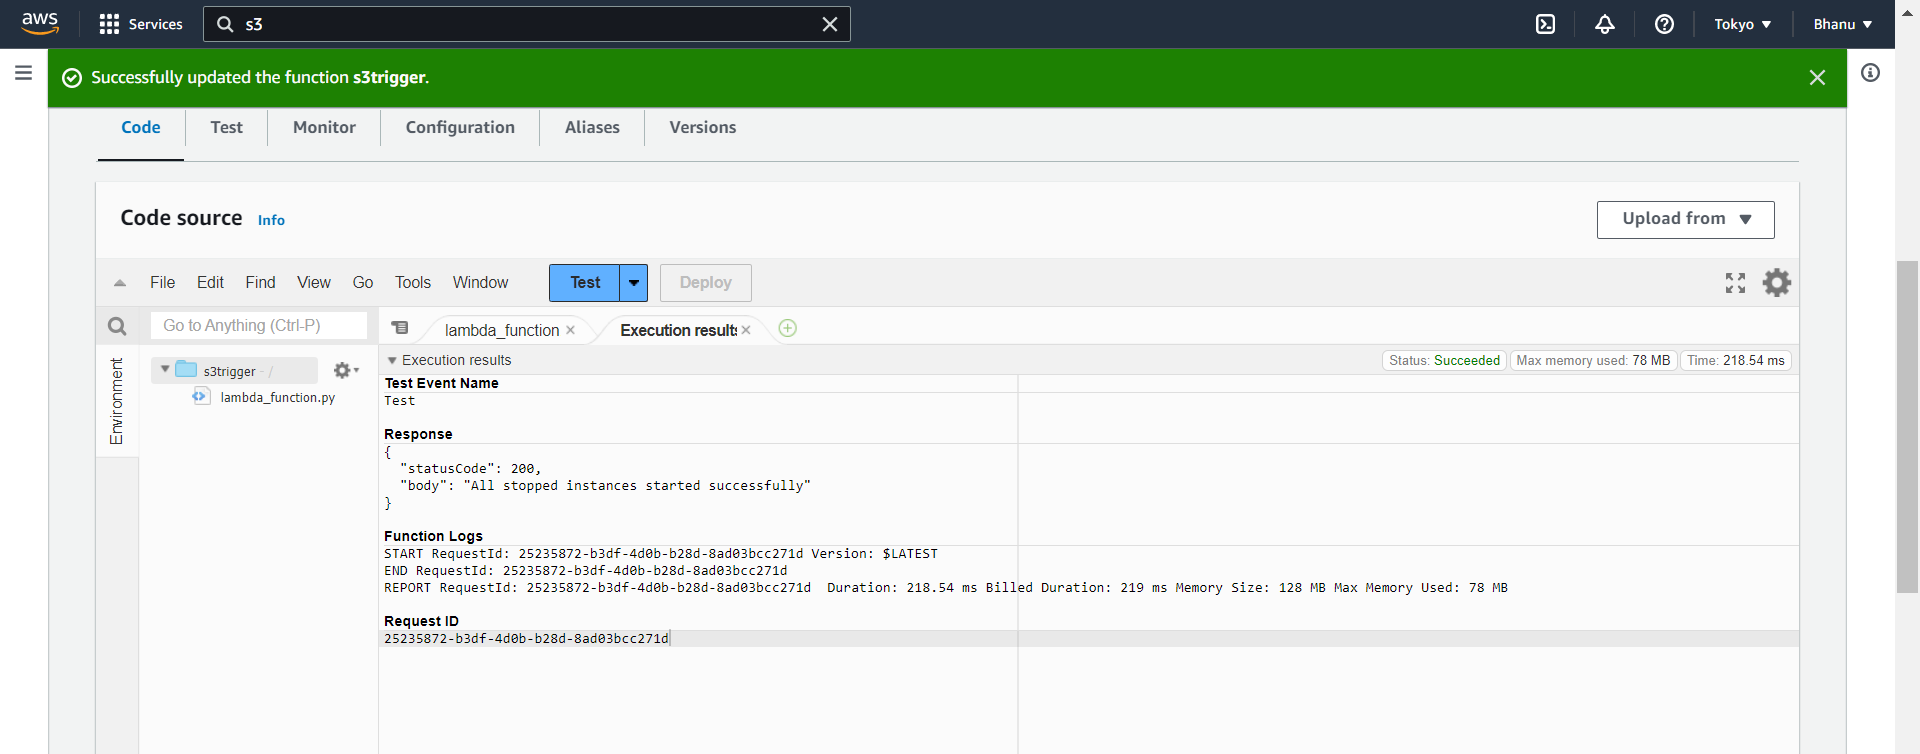 aws Services s3 Tokyo Bhanu
Successfully updated the function s3trigger.
Code Test Monitor Configuration Aliases Versions
Code source Info Upload from
File Edit Find View Go Tools Window Test Deploy
Go to Anything (Ctrl-P) lambda_function Execution results
Environment
s3trigger - /
lambda_function.py
Execution results Status: Succeeded Max memory used: 78 MB Time: 218.54 ms
Test Event Name
Test
Response
{
"statusCode": 200,
"body": "All stopped instances started successfully"
}
Function Logs
START RequestId: 25235872-b3df-4d0b-b28d-8ad03bcc271d Version: $LATEST
END RequestId: 25235872-b3df-4d0b-b28d-8ad03bcc271d
REPORT RequestId: 25235872-b3df-4d0b-b28d-8ad03bcc271d Duration: 218.54 ms Billed Duration: 219 ms Memory Size: 128 MB Max Memory Used: 78 MB
Request ID
25235872-b3df-4d0b-b28d-8ad03bcc271d